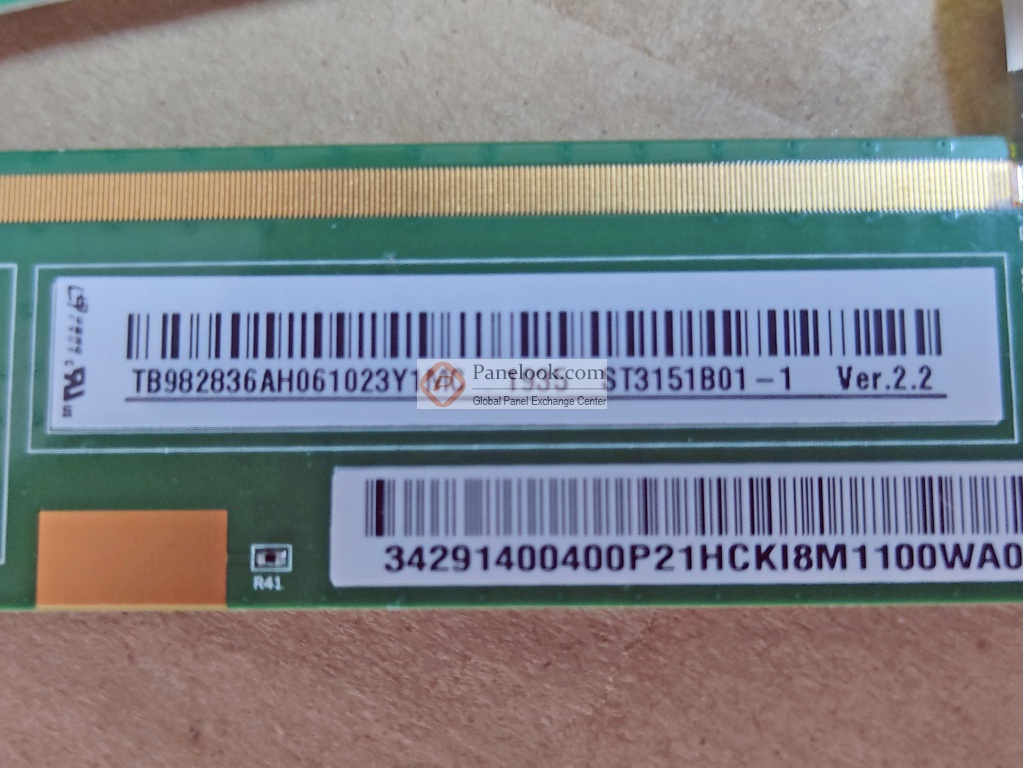 TB982836AH061023Y1 ST3151B01-1 Ver.2.2
Panelook.com
Global Panel Exchange Center
34291400400P21HCKI8M1100WA0
R41